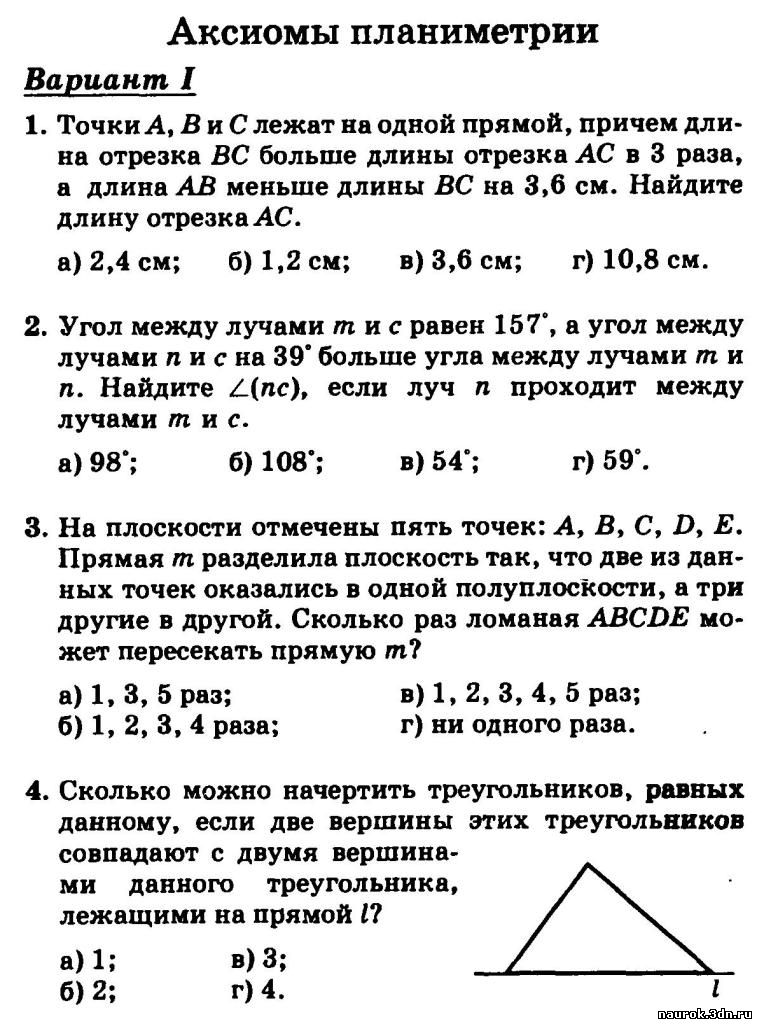 Аксиомы планиметрии
Вариант I
1. Точки A, B и C лежат на одной прямой, причем дли-
на отрезка BC больше длины отрезка AC в 3 раза,
а длина AB меньше длины BC на 3,6 см. Найдите
длину отрезка AC.
а) 2,4 см; б) 1,2 см; в) 3,6 см; г) 10,8 см.
2. Угол между лучами m и c равен 157°, а угол между
лучами n и c на 39° больше угла между лучами m и
n. Найдите ∠(nc), если луч n проходит между
лучами m и c.
а) 98°; б) 108°; в) 54°; г) 59°.
3. На плоскости отмечены пять точек: A, B, C, D, E.
Прямая m разделила плоскость так, что две из дан-
ных точек оказались в одной полуплоскости, а три
другие в другой. Сколько раз ломаная ABCDE мо-
жет пересекать прямую m?
а) 1, 3, 5 раз; в) 1, 2, 3, 4, 5 раз;
б) 1, 2, 3, 4 раза; г) ни одного раза.
4. Сколько можно начертить треугольников, равных
данному, если две вершины этих треугольников
совпадают с двумя вершина-
ми данного треугольника,
лежащими на прямой l?
а) 1; в) 3;
б) 2; г) 4.
l
naurok.3dn.ru